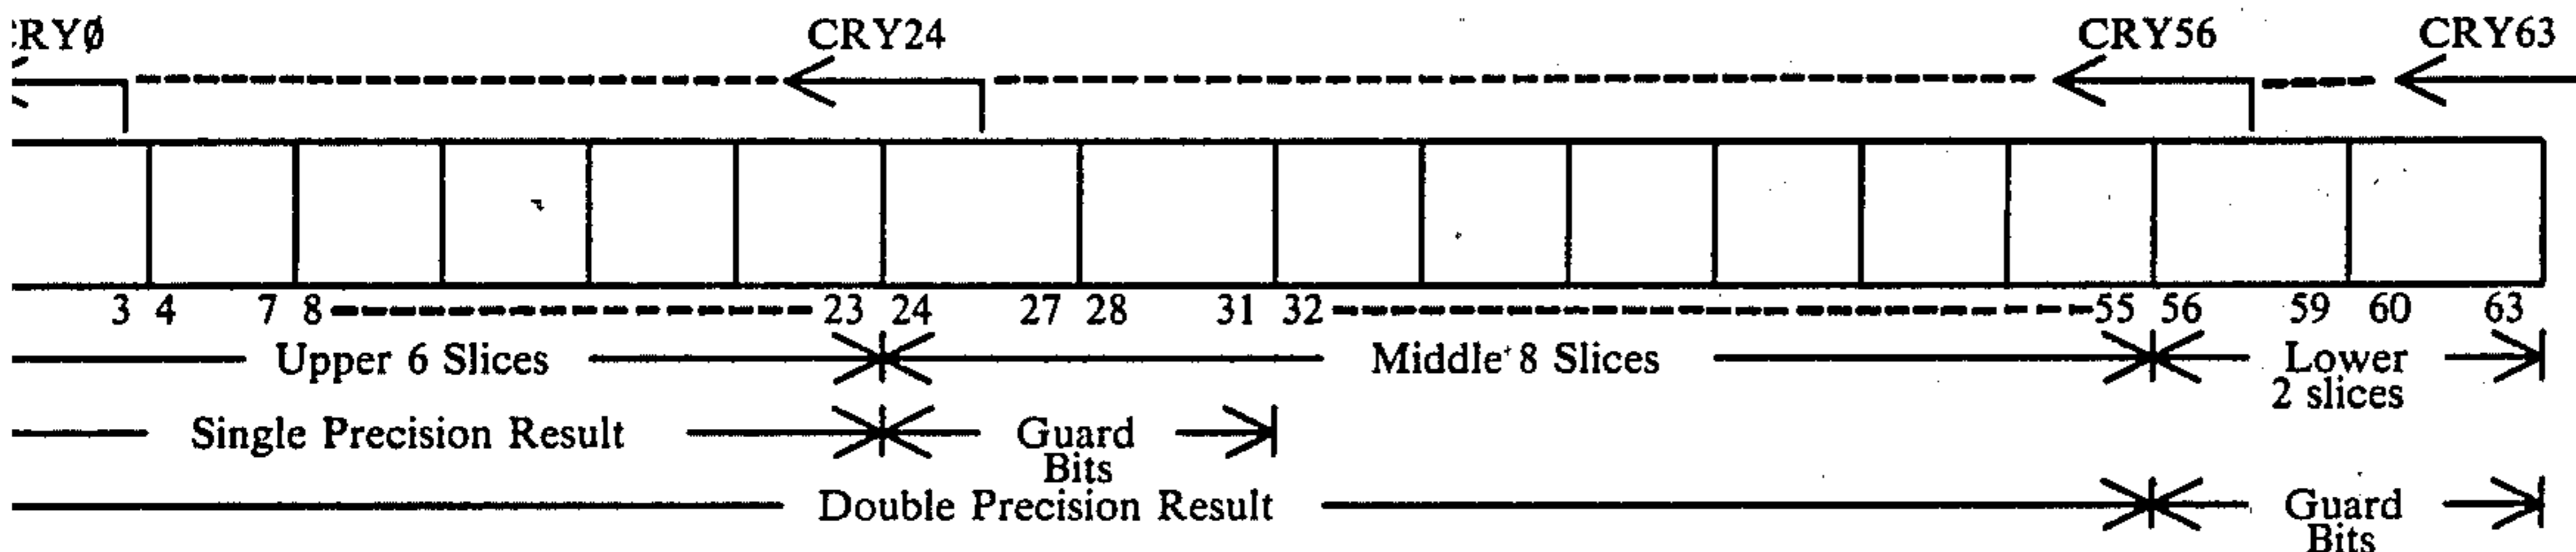 CRYØ CRY24 CRY56 CRY63
3 4 7 8 23 24 27 28 31 32 55 56 59 60 63
Upper 6 Slices Middle 8 Slices Lower
2 slices
Single Precision Result Guard
Bits
Double Precision Result Guard
Bits